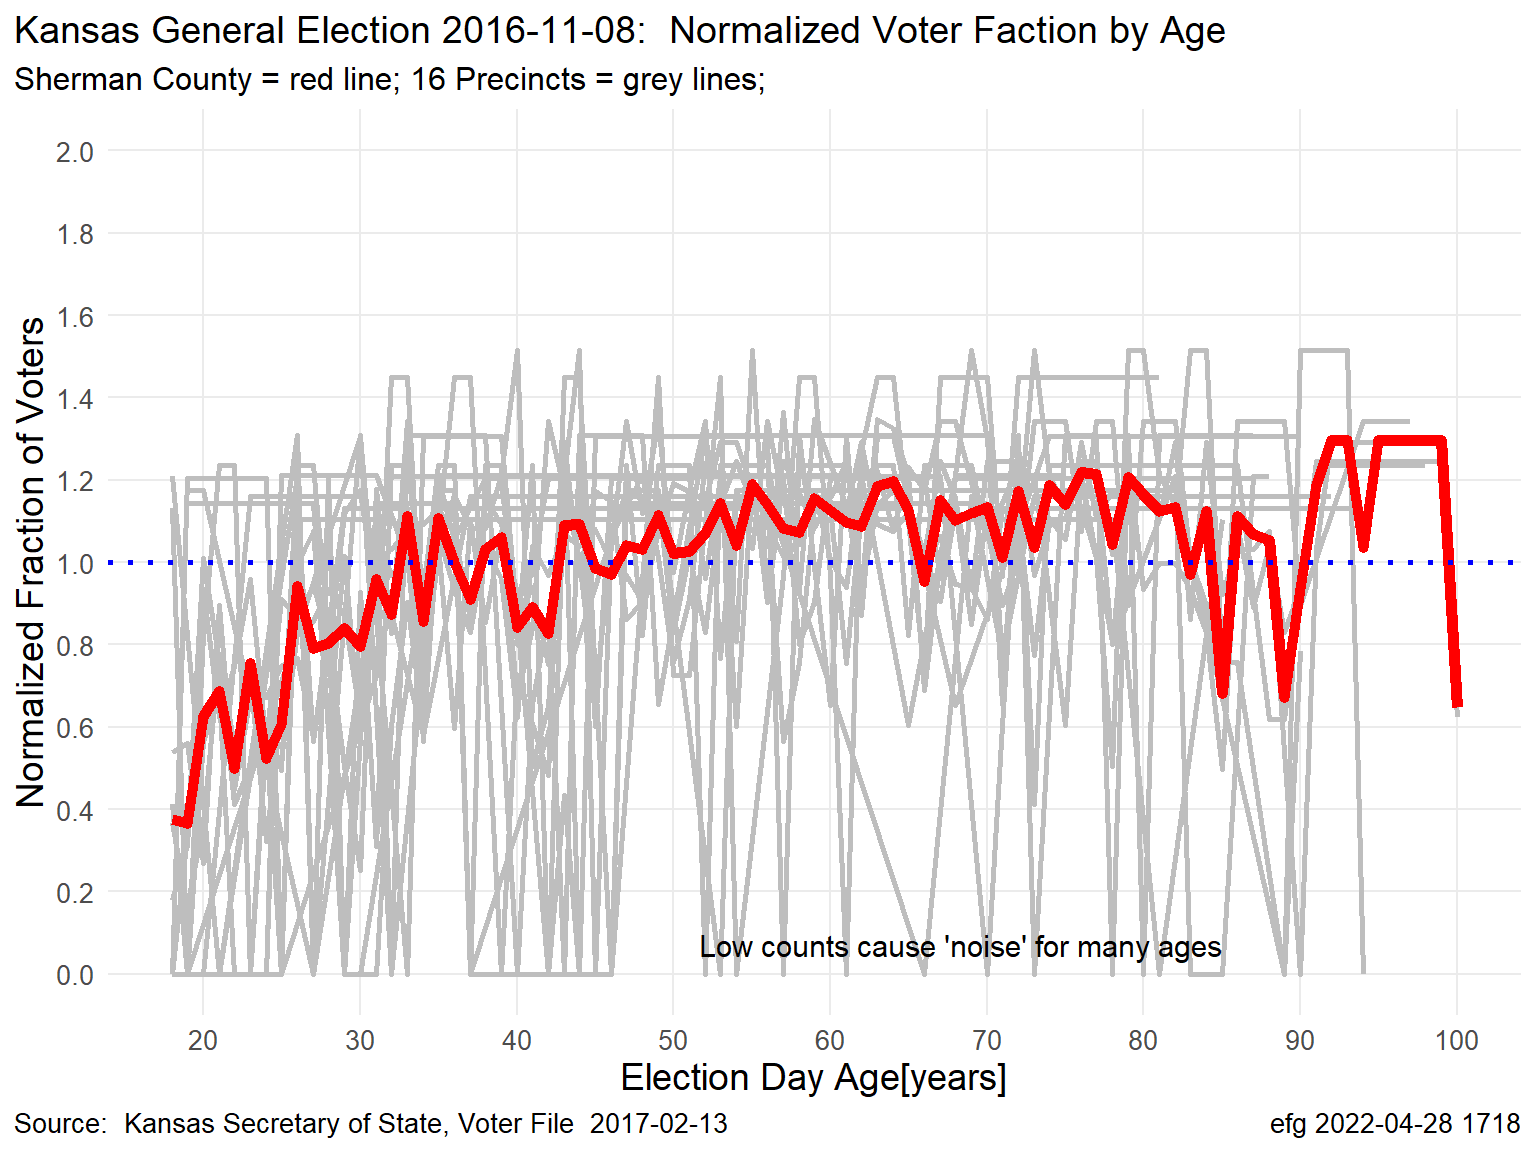 Kansas General Election 2016-11-08:  Normalized Voter Faction by Age
Sherman County = red line; 16 Precincts = grey lines;
Normalized Fraction of Voters
2.0
1.8
1.6
1.4
1.2
1.0
0.8
0.6
0.4
0.2
0.0
Low counts cause 'noise' for many ages
20 30 40 50 60 70 80 90 100
Election Day Age[years]
Source:  Kansas Secretary of State, Voter File  2017-02-13
efg 2022-04-28 1718